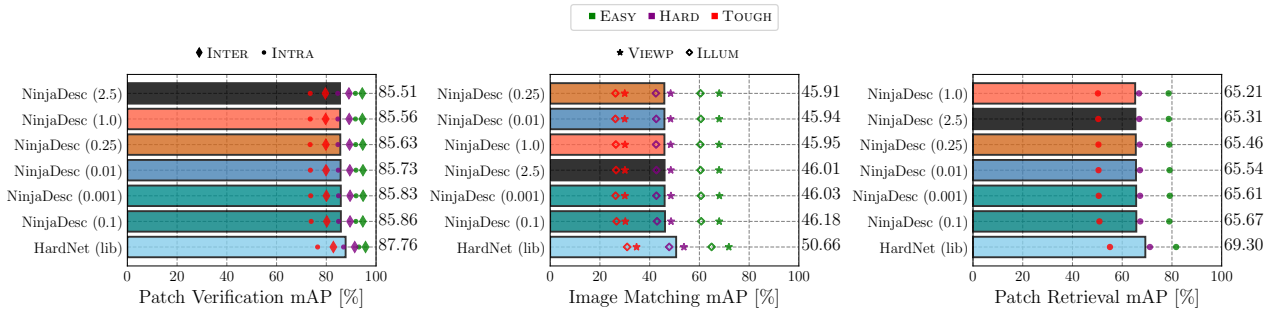 EASY HARD TOUGH
INTER INTRA
NinjaDesc (2.5) 85.51
NinjaDesc (1.0) 85.56
NinjaDesc (0.25) 85.63
NinjaDesc (0.01) 85.73
NinjaDesc (0.001) 85.83
NinjaDesc (0.1) 85.86
HardNet (lib) 87.76
0 20 40 60 80 100
Patch Verification mAP [%]
VIEWP ILLUM
NinjaDesc (0.25) 45.91
NinjaDesc (0.01) 45.94
NinjaDesc (1.0) 45.95
NinjaDesc (2.5) 46.01
NinjaDesc (0.001) 46.03
NinjaDesc (0.1) 46.18
HardNet (lib) 50.66
0 20 40 60 80 100
Image Matching mAP [%]
NinjaDesc (1.0) 65.21
NinjaDesc (2.5) 65.31
NinjaDesc (0.25) 65.46
NinjaDesc (0.01) 65.54
NinjaDesc (0.001) 65.61
NinjaDesc (0.1) 65.67
HardNet (lib) 69.30
0 20 40 60 80 100
Patch Retrieval mAP [%]